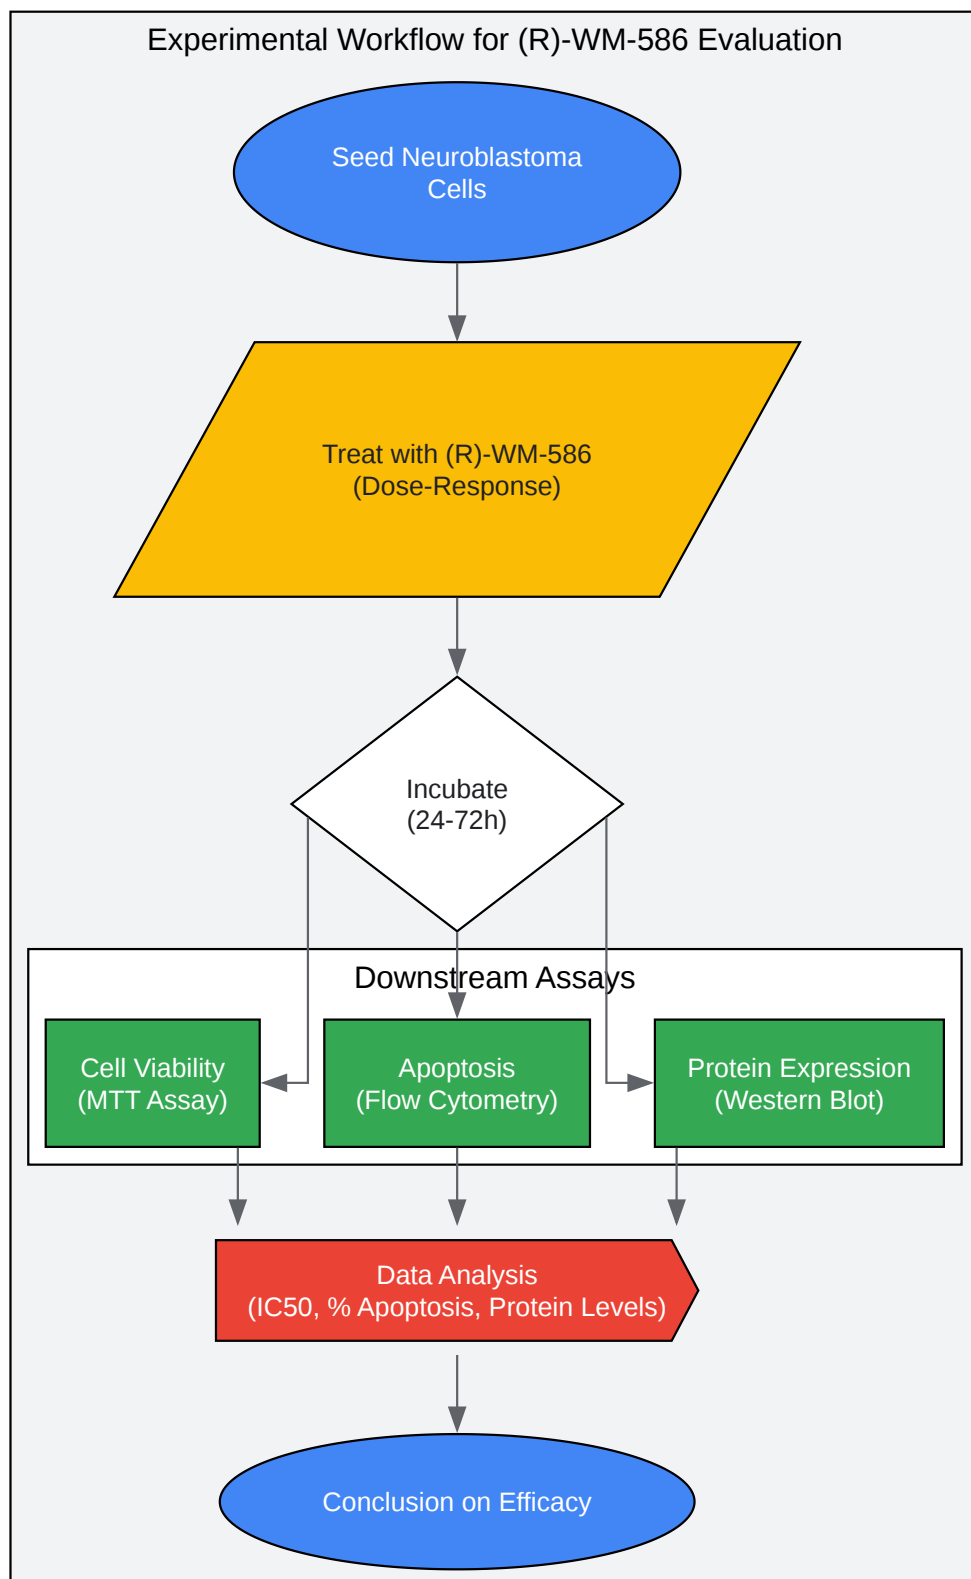 Experimental Workflow for (R)-WM-586 Evaluation
Seed Neuroblastoma
Cells
Treat with (R)-WM-586
(Dose-Response)
Incubate
(24-72h)
Downstream Assays
Cell Viability
(MTT Assay)
Apoptosis
(Flow Cytometry)
Protein Expression
(Western Blot)
Data Analysis
(IC50, % Apoptosis, Protein Levels)
Conclusion on Efficacy